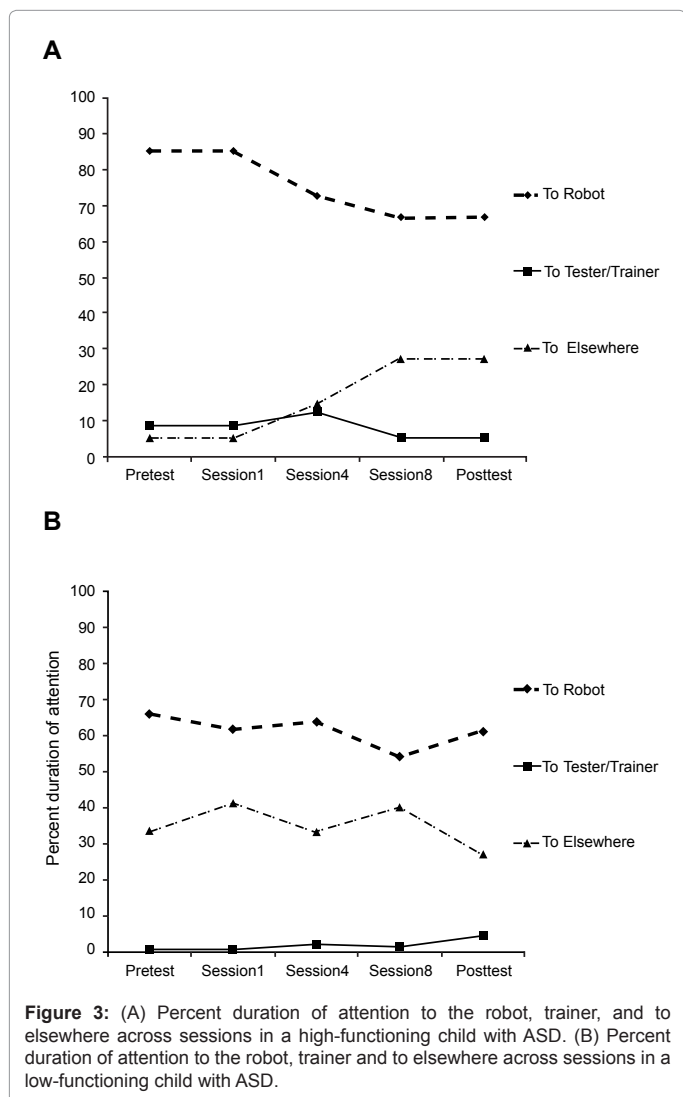 A
100
90
80
70
60
50
40
30
20
10
0
To Robot
To Tester/Trainer
To Elsewhere
Pretest Session1 Session4 Session8 Posttest
B
Percent duration of attention
100
90
80
70
60
50
40
30
20
10
0
To Robot
To Tester/Trainer
To Elsewhere
Pretest Session1 Session4 Session8 Posttest
Figure 3: (A) Percent duration of attention to the robot, trainer, and to
elsewhere across sessions in a high-functioning child with ASD. (B) Percent
duration of attention to the robot, trainer and to elsewhere across sessions in a
low-functioning child with ASD.